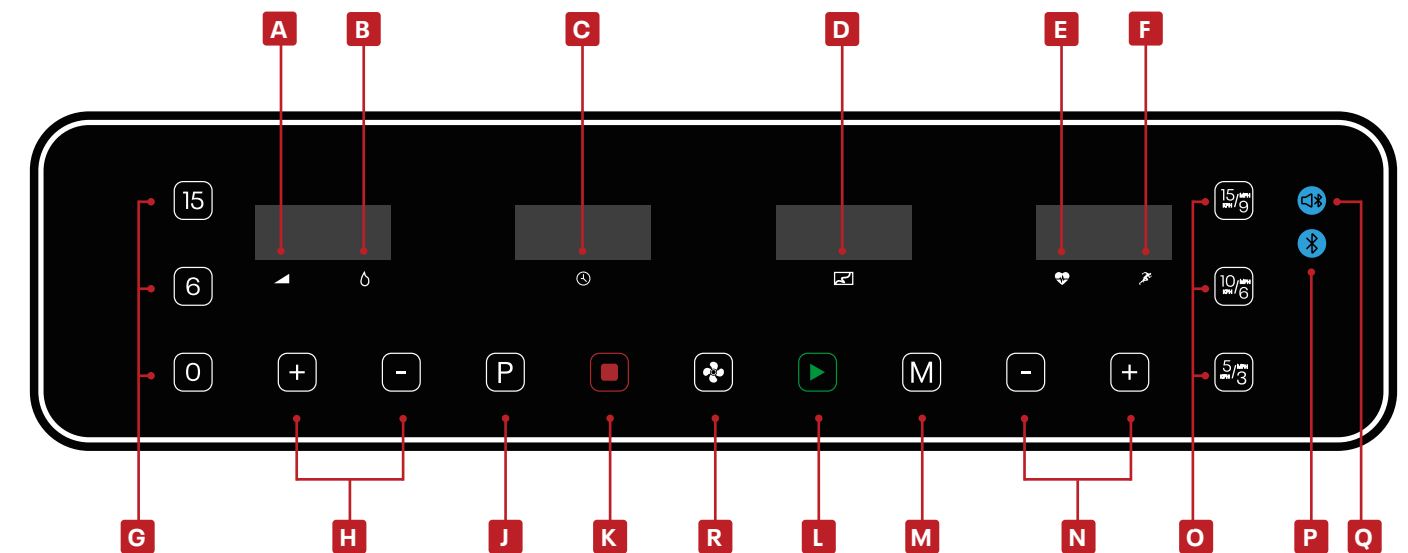 A B C D E F
15
15 KPH / MPH 9
6
10 KPH / MPH 6
0 + - P M - + 5 KPH / MPH 3
G H J K R L M N O P Q